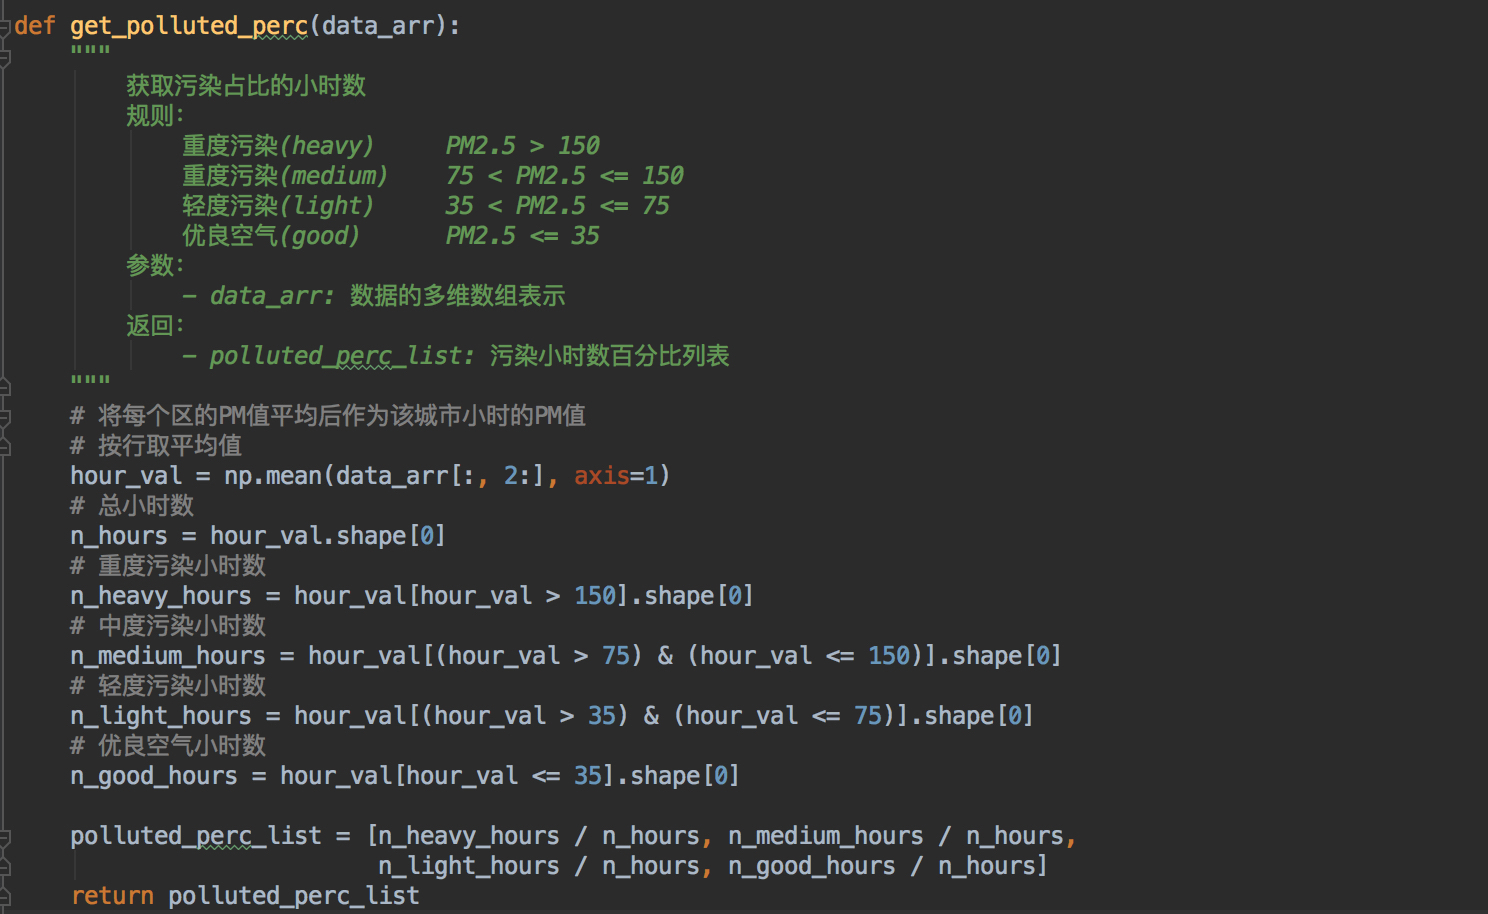 def get_polluted_perc(data_arr):
    """
        获取污染占比的小时数
        规则:
            重度污染(heavy)     PM2.5 > 150
            重度污染(medium)    75 < PM2.5 <= 150
            轻度污染(light)     35 < PM2.5 <= 75
            优良空气(good)      PM2.5 <= 35
        参数:
            - data_arr: 数据的多维数组表示
        返回:
            - polluted_perc_list: 污染小时数百分比列表
    """
    # 将每个区的PM值平均后作为该城市小时的PM值
    # 按行取平均值
    hour_val = np.mean(data_arr[:, 2:], axis=1)
    # 总小时数
    n_hours = hour_val.shape[0]
    # 重度污染小时数
    n_heavy_hours = hour_val[hour_val > 150].shape[0]
    # 中度污染小时数
    n_medium_hours = hour_val[(hour_val > 75) & (hour_val <= 150)].shape[0]
    # 轻度污染小时数
    n_light_hours = hour_val[(hour_val > 35) & (hour_val <= 75)].shape[0]
    # 优良空气小时数
    n_good_hours = hour_val[hour_val <= 35].shape[0]

    polluted_perc_list = [n_heavy_hours / n_hours, n_medium_hours / n_hours,
                          n_light_hours / n_hours, n_good_hours / n_hours]
    return polluted_perc_list